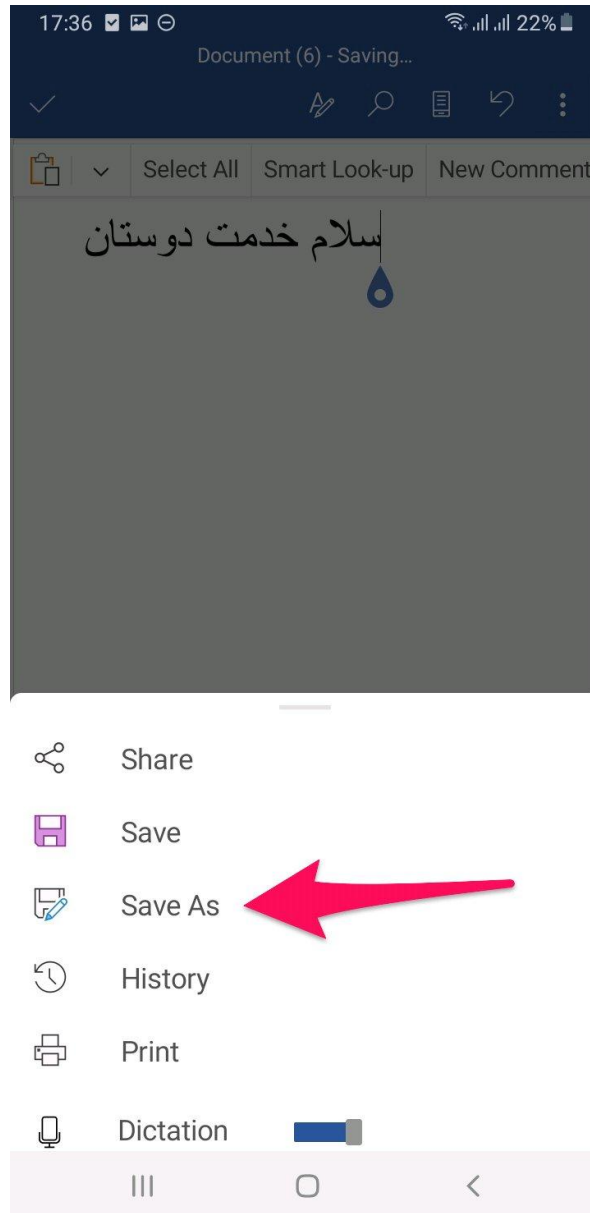 17:36 22%
Document (6) - Saving...
Select All Smart Look-up New Comment
سلام خدمت دوستان
Share
Save
Save As
History
Print
Dictation